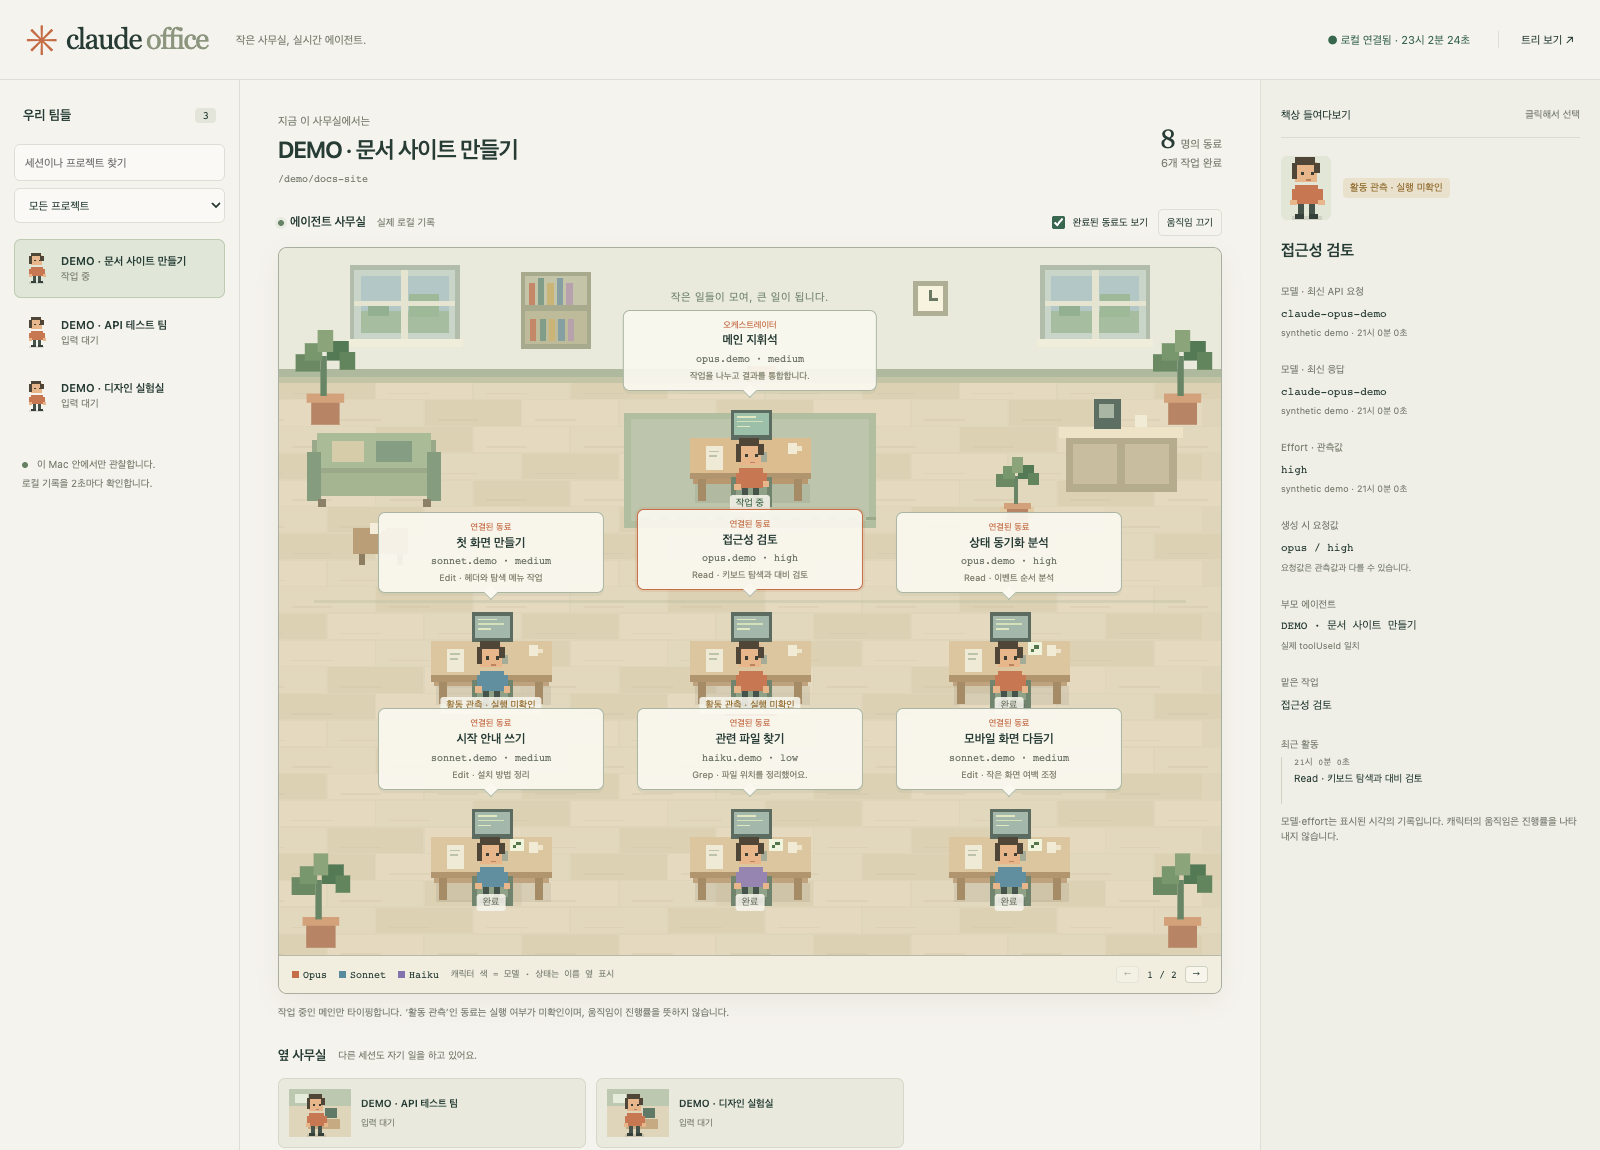 claude office
작은 사무실, 실시간 에이전트.
로컬 연결됨 · 23시 2분 24초
트리 보기 ↗
우리 팀들
3
세션이나 프로젝트 찾기
모든 프로젝트
DEMO · 문서 사이트 만들기
작업 중
DEMO · API 테스트 팀
입력 대기
DEMO · 디자인 실험실
입력 대기
이 Mac 안에서만 관찰합니다.
로컬 기록을 2초마다 확인합니다.
지금 이 사무실에서는
DEMO · 문서 사이트 만들기
/demo/docs-site
8 명의 동료
6개 작업 완료
에이전트 사무실
실제 로컬 기록
완료된 동료도 보기
움직임 끄기
작은 일들이 모여, 큰 일이 됩니다.
오케스트레이터
메인 지휘석
opus.demo · medium
작업을 나누고 결과를 통합합니다.
작업 중
연결된 동료
첫 화면 만들기
sonnet.demo · medium
Edit · 헤더와 탐색 메뉴 작업
활동 관측 · 실행 미확인
연결된 동료
접근성 검토
opus.demo · high
Read · 키보드 탐색과 대비 검토
활동 관측 · 실행 미확인
연결된 동료
상태 동기화 분석
opus.demo · high
Read · 이벤트 순서 분석
완료
연결된 동료
시작 안내 쓰기
sonnet.demo · medium
Edit · 설치 방법 정리
완료
연결된 동료
관련 파일 찾기
haiku.demo · low
Grep · 파일 위치를 정리했어요.
완료
연결된 동료
모바일 화면 다듬기
sonnet.demo · medium
Edit · 작은 화면 여백 조정
완료
Opus
Sonnet
Haiku
캐릭터 색 = 모델 · 상태는 이름 옆 표시
← 1 / 2 →
작업 중인 메인만 타이핑합니다. '활동 관측'인 동료는 실행 여부가 미확인이며, 움직임이 진행률을 뜻하지 않습니다.
옆 사무실
다른 세션도 자기 일을 하고 있어요.
DEMO · API 테스트 팀
입력 대기
DEMO · 디자인 실험실
입력 대기
책상 들여다보기
클릭해서 선택
활동 관측 · 실행 미확인
접근성 검토
모델 · 최신 API 요청
claude-opus-demo
synthetic demo · 21시 0분 0초
모델 · 최신 응답
claude-opus-demo
synthetic demo · 21시 0분 0초
Effort · 관측값
high
synthetic demo · 21시 0분 0초
생성 시 요청값
opus / high
요청값은 관측값과 다를 수 있습니다.
부모 에이전트
DEMO · 문서 사이트 만들기
실제 toolUseId 일치
맡은 작업
접근성 검토
최근 활동
21시 0분 0초
Read · 키보드 탐색과 대비 검토
모델·effort는 표시된 시각의 기록입니다. 캐릭터의 움직임은 진행률을 나타
내지 않습니다.